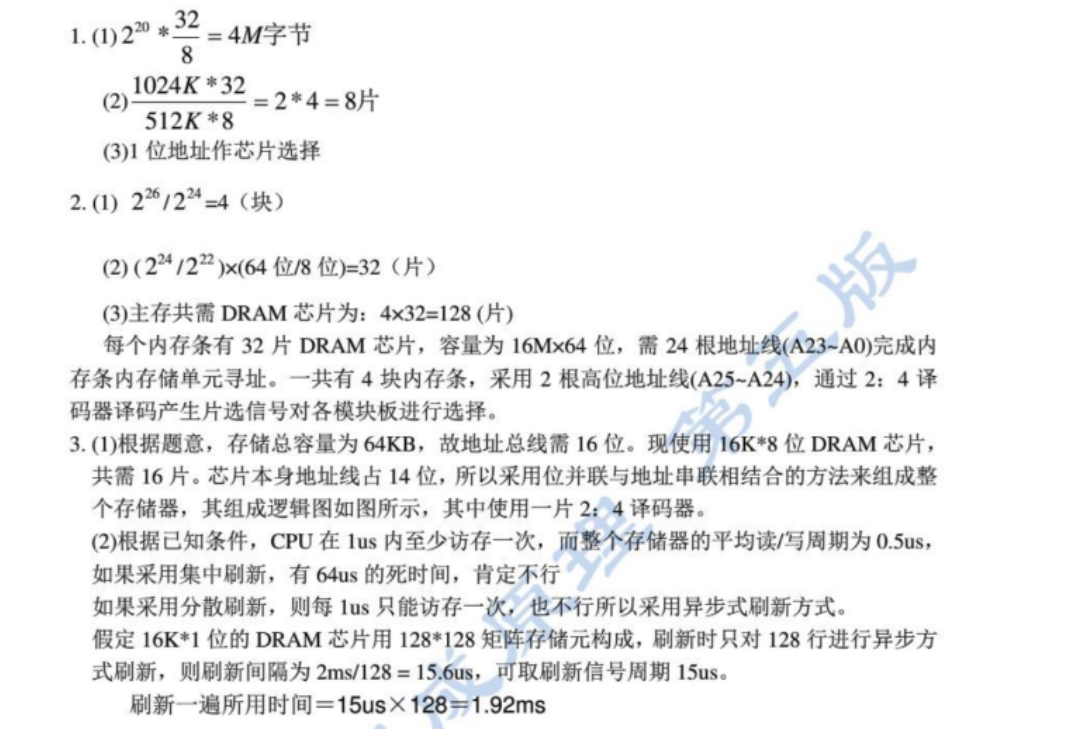 1. (1) 2^20 * 32/8 = 4M字节
(2) 1024K * 32 / 512K * 8 = 2 * 4 = 8片
(3)1 位地址作芯片选择
2. (1) 2^26 / 2^24 =4（块）
(2) ( 2^24 / 2^22 )×(64 位/8 位)=32（片）
(3)主存共需 DRAM 芯片为：4×32=128 (片)
每个内存条有 32 片 DRAM 芯片，容量为 16M×64 位，需 24 根地址线(A23~A0)完成内
存条内存储单元寻址。一共有 4 块内存条，采用 2 根高位地址线(A25~A24)，通过 2：4 译
码器译码产生片选信号对各模块板进行选择。
3. (1)根据题意，存储总容量为 64KB，故地址总线需 16 位。现使用 16K*8 位 DRAM 芯片，
共需 16 片。芯片本身地址线占 14 位，所以采用位并联与地址串联相结合的方法来组成整
个存储器，其组成逻辑图如图所示，其中使用一片 2：4 译码器。
(2)根据已知条件，CPU 在 1us 内至少访存一次，而整个存储器的平均读/写周期为 0.5us，
如果采用集中刷新，有 64us 的死时间，肯定不行
如果采用分散刷新，则每 1us 只能访存一次，也不行所以采用异步式刷新方式。
假定 16K*1 位的 DRAM 芯片用 128*128 矩阵存储元构成，刷新时只对 128 行进行异步方
式刷新，则刷新间隔为 2ms/128 = 15.6us，可取刷新信号周期 15us。
刷新一遍所用时间＝15us×128＝1.92ms
成原理 第五版